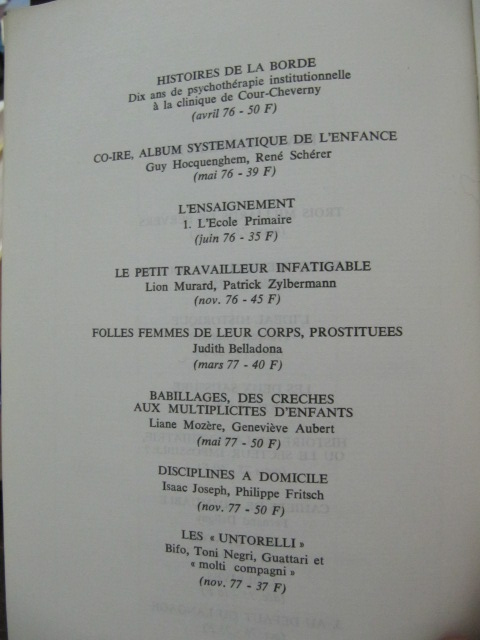 HISTOIRES DE LA BORDE
Dix ans de psychothérapie institutionnelle
à la clinique de Cour-Cheverny
(avril 76 - 50 F)
CO-IRE, ALBUM SYSTEMATIQUE DE L'ENFANCE
Guy Hocquenghem, René Schérer
(mai 76 - 39 F)
L'ENSAIGNEMENT
1. L'Ecole Primaire
(juin 76 - 35 F)
LE PETIT TRAVAILLEUR INFATIGABLE
Lion Murard, Patrick Zylbermann
(nov. 76 - 45 F)
FOLLES FEMMES DE LEUR CORPS, PROSTITUEES
Judith Belladona
(mars 77 - 40 F)
BABILLAGES, DES CRECHES
AUX MULTIPLICITES D'ENFANTS
Liane Mozère, Geneviève Aubert
(mai 77 - 50 F)
DISCIPLINES A DOMICILE
Isaac Joseph, Philippe Fritsch
(nov. 77 - 50 F)
LES « UNTORELLI »
Bifo, Toni Negri, Guattari et
« molti compagni »
(nov. 77 - 37 F)